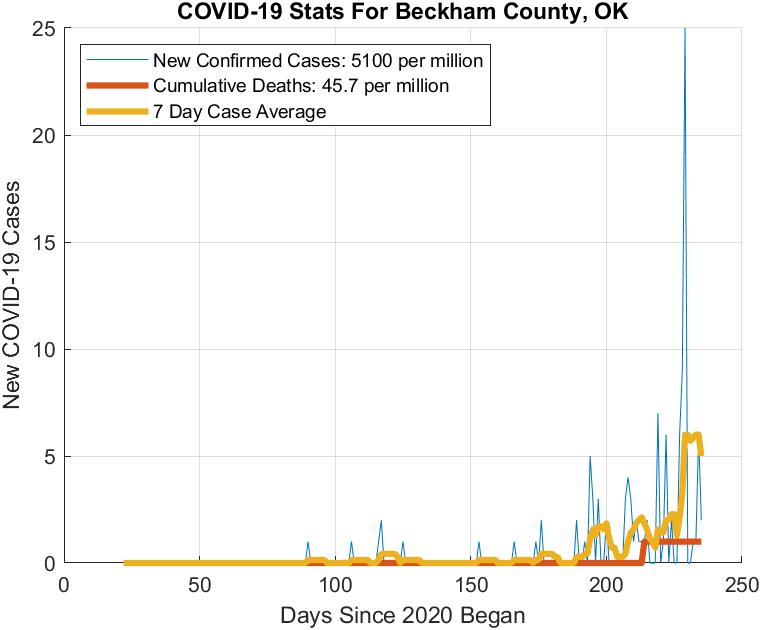 COVID-19 Stats For Beckham County, OK
New Confirmed Cases: 5100 per million
Cumulative Deaths: 45.7 per million
7 Day Case Average
New COVID-19 Cases
25
20
15
10
5
0
0 50 100 150 200 250
Days Since 2020 Began